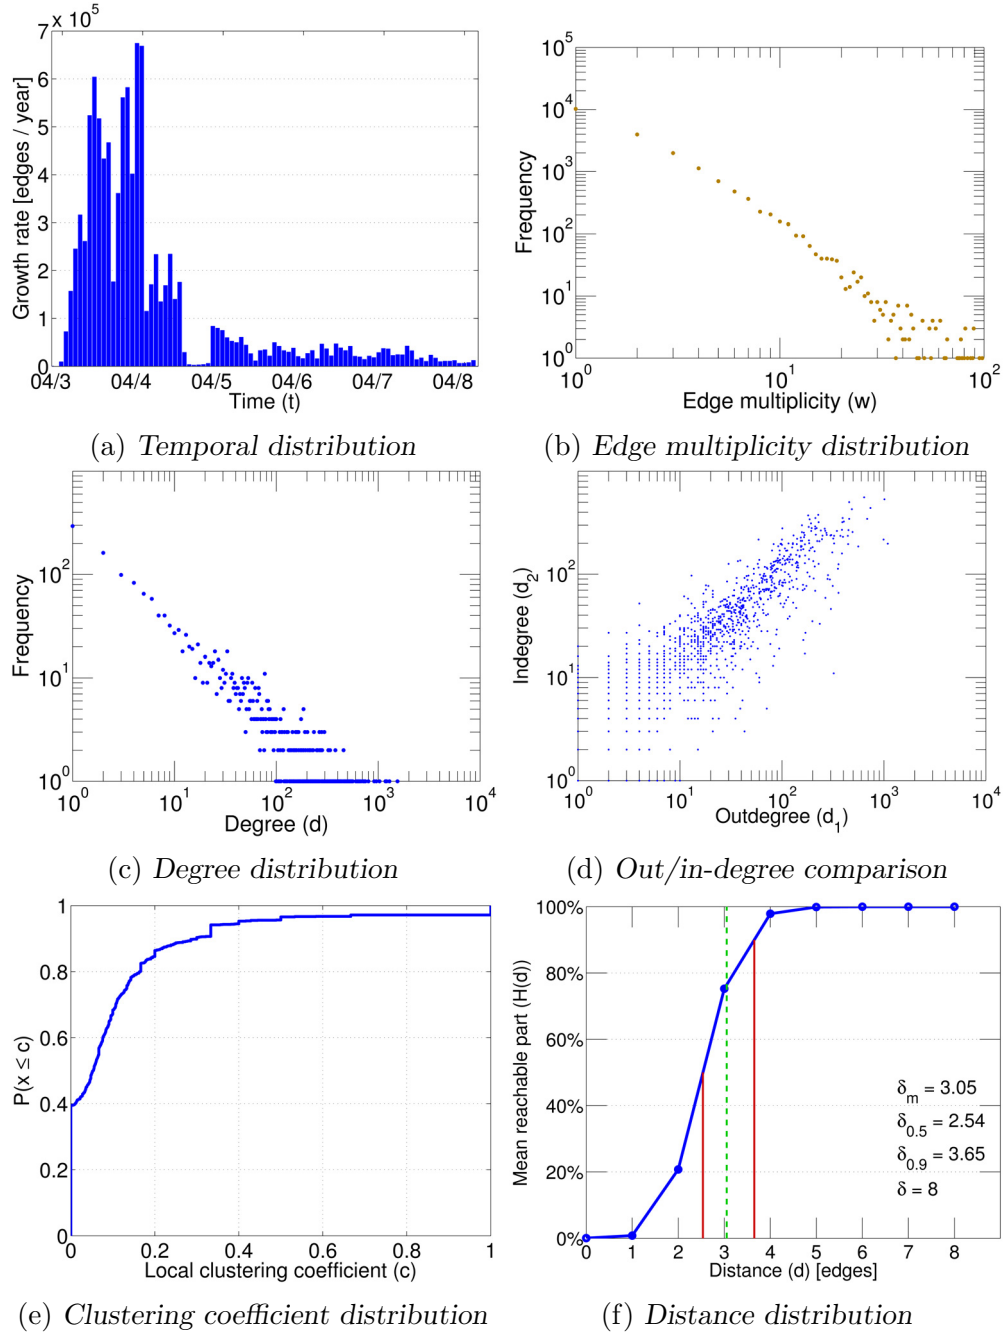 7 x 10^5
6
5
4
3
2
1
0
04/3 04/4 04/5 04/6 04/7 04/8
Growth rate [edges / year]
Time (t)
(a) Temporal distribution
10^5
10^4
10^3
10^2
10^1
10^0
10^0 10^1 10^2
Frequency
Edge multiplicity (w)
(b) Edge multiplicity distribution
10^2
10^1
10^0
10^0 10^1 10^2 10^3 10^4
Frequency
Degree (d)
(c) Degree distribution
10^2
10^1
10^0
10^0 10^1 10^2 10^3 10^4
Indegree (d_2)
Outdegree (d_1)
(d) Out/in-degree comparison
1
0.8
0.6
0.4
0.2
0
0 0.2 0.4 0.6 0.8 1
P(x ≤ c)
Local clustering coefficient (c)
(e) Clustering coefficient distribution
100%
80%
60%
40%
20%
0%
0 1 2 3 4 5 6 7 8
Mean reachable part (H(d))
δ_m = 3.05
δ_0.5 = 2.54
δ_0.9 = 3.65
δ = 8
Distance (d) [edges]
(f) Distance distribution